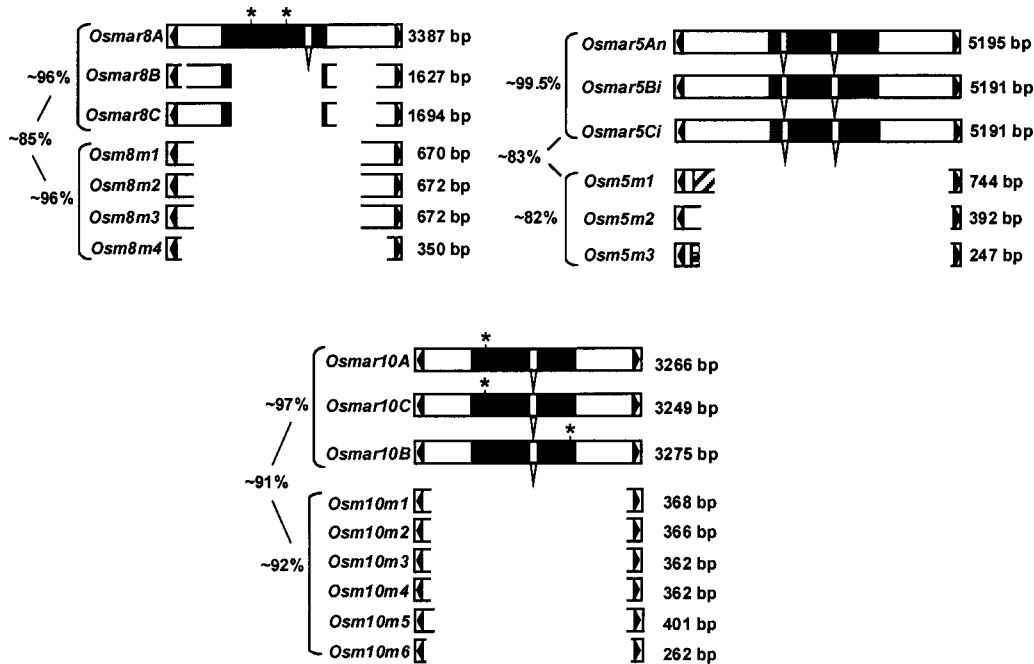 * *
Osmar8A 3387 bp
Osmar8B 1627 bp
Osmar8C 1694 bp
~96%
~85%
Osm8m1 670 bp
Osm8m2 672 bp
Osm8m3 672 bp
Osm8m4 350 bp
~96%
Osmar5An 5195 bp
Osmar5Bi 5191 bp
Osmar5Ci 5191 bp
~99.5%
~83%
Osm5m1 744 bp
Osm5m2 392 bp
Osm5m3 247 bp
~82%
*
Osmar10A 3266 bp
*
Osmar10C 3249 bp
*
Osmar10B 3275 bp
~97%
~91%
Osm10m1 368 bp
Osm10m2 366 bp
Osm10m3 362 bp
Osm10m4 362 bp
Osm10m5 401 bp
Osm10m6 262 bp
~92%